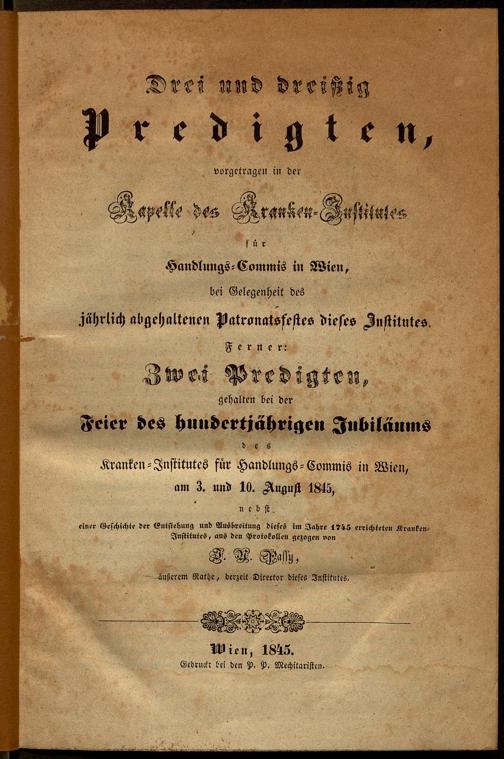 Drei und dreißig
Predigten,
vorgetragen in der
Kapelle des Kranken-Institutes
für
Handlungs-Commis in Wien,
bei Gelegenheit des
jährlich abgehaltenen Patronatsfestes dieses Institutes.
Ferner:
Zwei Predigten,
gehalten bei der
Feier des hundertjährigen Jubiläums
des
Kranken-Institutes für Handlungs-Commis in Wien,
am 3. und 10. August 1845,
nebst
einer Geschichte der Entstehung und Ausbreitung dieses im Jahre 1745 errichteten Kranken-
Institutes, aus den Protokollen gezogen von
Passy,
äußerem Rathe, derzeit Director dieses Institutes.
Wien, 1845.
Gedruckt bei den P. P. Mechitaristen.